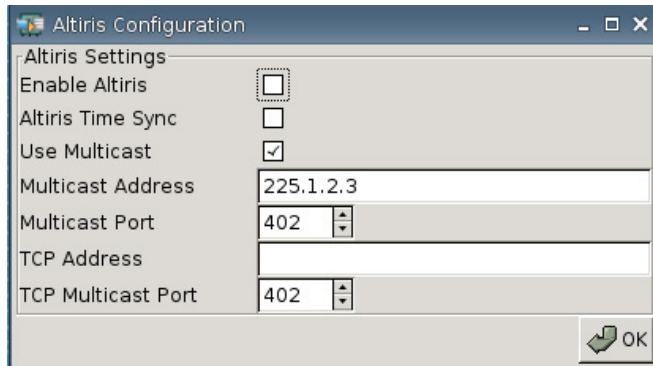 Altiris Configuration
Altiris Settings
Enable Altiris
Altiris Time Sync
Use Multicast
Multicast Address 225.1.2.3
Multicast Port 402
TCP Address
TCP Multicast Port 402
OK